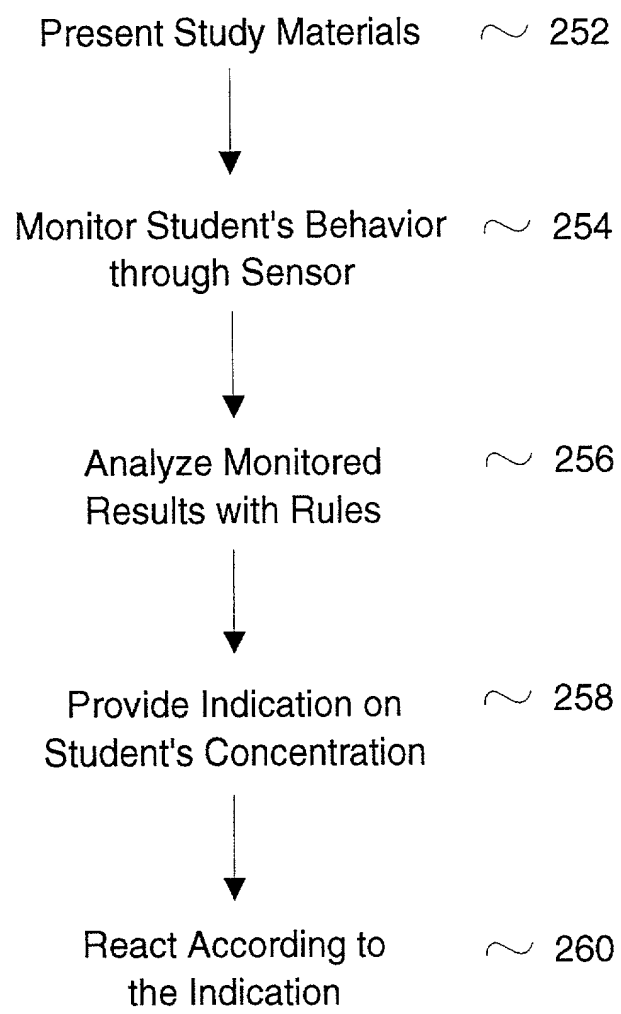 Present Study Materials 252
Monitor Student's Behavior 254
through Sensor
Analyze Monitored 256
Results with Rules
Provide Indication on 258
Student's Concentration
React According to 260
the Indication